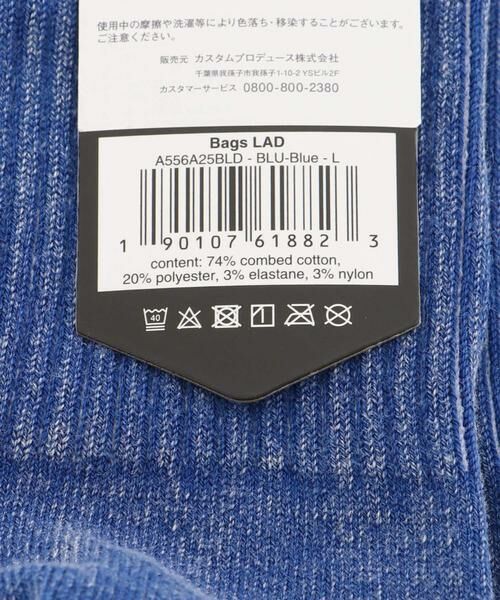 使用中の摩擦や洗濯等により色落ち・移染することがございます。
ご注意ください。
販売元 カスタムプロデュース株式会社
千葉県我孫子市我孫子1-10-2 YSビル2F
カスタマーサービス 0800-800-2380
Bags LAD
A556A25BLD - BLU-Blue - L
1 90107 61882 3
content: 74% combed cotton,
20% polyester, 3% elastane, 3% nylon
40